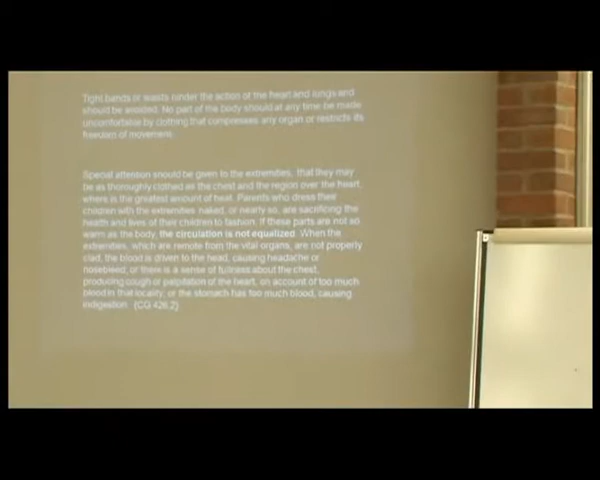 Tight bands or waists hinder the action of the heart and lungs and
should be avoided. No part of the body should at any time be made
uncomfortable by clothing that compresses any organ or restricts its
freedom of movement.
Special attention should be given to the extremities, that they may
be as thoroughly clothed as the chest and the region over the heart,
where is the greatest amount of heat. Parents who dress their
children with the extremities naked, or nearly so, are sacrificing the
health and lives of their children to fashion. If these parts are not so
warm as the body, the circulation is not equalized. When the
extremities, which are remote from the vital organs, are not properly
clad, the blood is driven to the head, causing headache or
nosebleed; or there is a sense of fullness about the chest,
producing cough or palpitation of the heart, on account of too much
blood in that locality; or the stomach has too much blood, causing
indigestion. {CG 426.2}